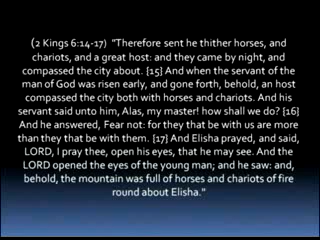 (2 Kings 6:14-17)  "Therefore sent he thither horses, and
chariots, and a great host: and they came by night, and
compassed the city about. {15} And when the servant of the
man of God was risen early, and gone forth, behold, an host
compassed the city both with horses and chariots. And his
servant said unto him, Alas, my master! how shall we do? {16}
And he answered, Fear not: for they that be with us are more
than they that be with them. {17} And Elisha prayed, and said,
LORD, I pray thee, open his eyes, that he may see. And the
LORD opened the eyes of the young man; and he saw: and,
behold, the mountain was full of horses and chariots of fire
round about Elisha."